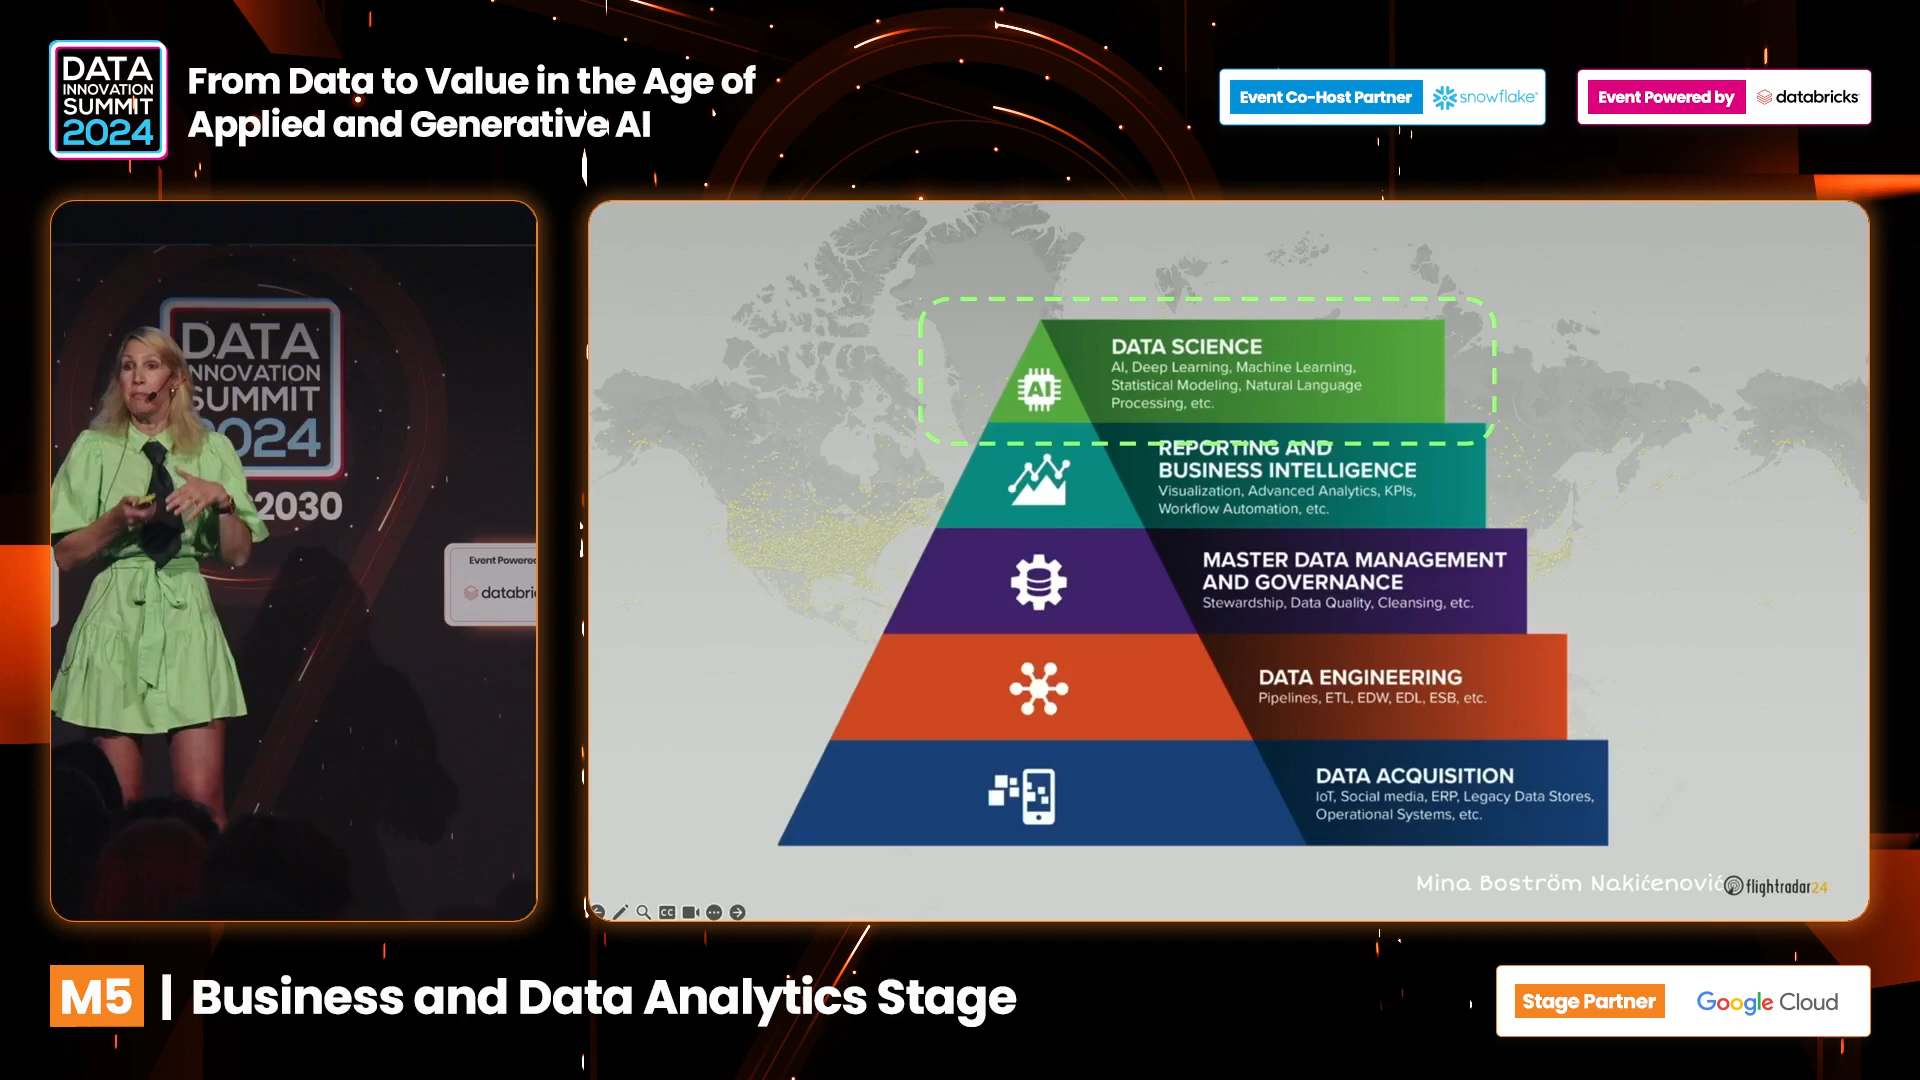 DATA
INNOVATION
SUMMIT
2024
From Data to Value in the Age of
Applied and Generative AI
Event Co-Host Partner
snowflake
Event Powered by
databricks
DATA
INNOVATION
SUMMIT
2024
2030
Event Powered
databri
AI
DATA SCIENCE
AI, Deep Learning, Machine Learning,
Statistical Modeling, Natural Language
Processing, etc.
REPORTING AND
BUSINESS INTELLIGENCE
Visualization, Advanced Analytics, KPIs,
Workflow Automation, etc.
MASTER DATA MANAGEMENT
AND GOVERNANCE
Stewardship, Data Quality, Cleansing, etc.
DATA ENGINEERING
Pipelines, ETL, EDW, EDL, ESB, etc.
DATA ACQUISITION
IoT, Social media, ERP, Legacy Data Stores,
Operational Systems, etc.
Mina Boström Nakićenović
flightradar24
CC
M5 | Business and Data Analytics Stage
Stage Partner
Google Cloud